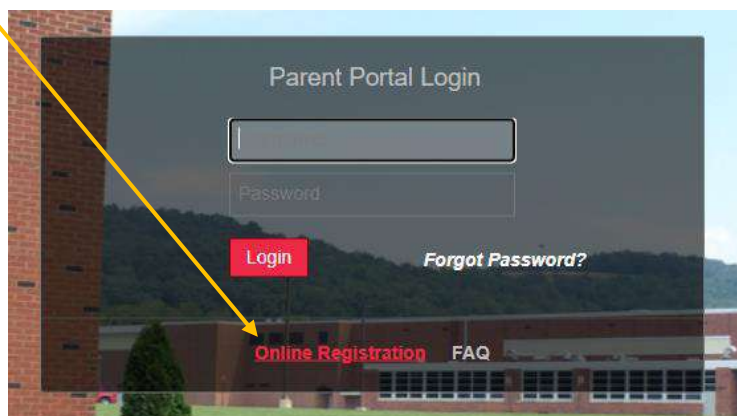 Parent Portal Login
Password
Login
Forgot Password?
Online Registration FAQ